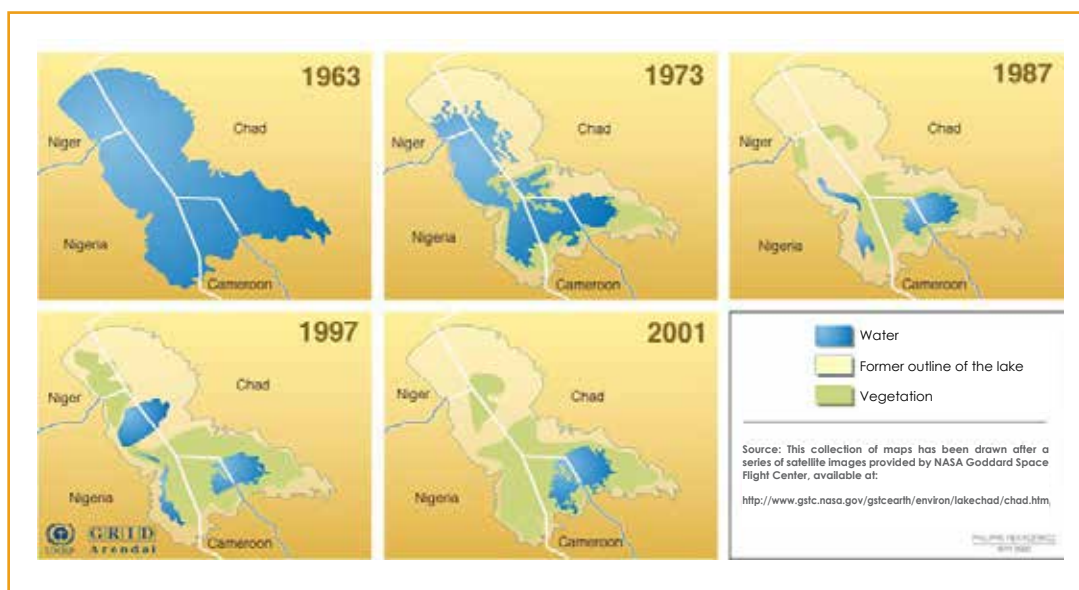 1963
Niger
Chad
Nigeria
Cameroon
1973
Niger
Chad
Nigeria
Cameroon
1987
Niger
Chad
Nigeria
Cameroon
1997
Niger
Chad
Nigeria
Cameroon
UNEP
GRID
Arendal
2001
Niger
Chad
Nigeria
Cameroon
Water
Former outline of the lake
Vegetation
Source: This collection of maps has been drawn after a
series of satellite images provided by NASA Goddard Space
Flight Center, available at:
http://www.gsfc.nasa.gov/gsfcearth/environ/lakechad/chad.htm